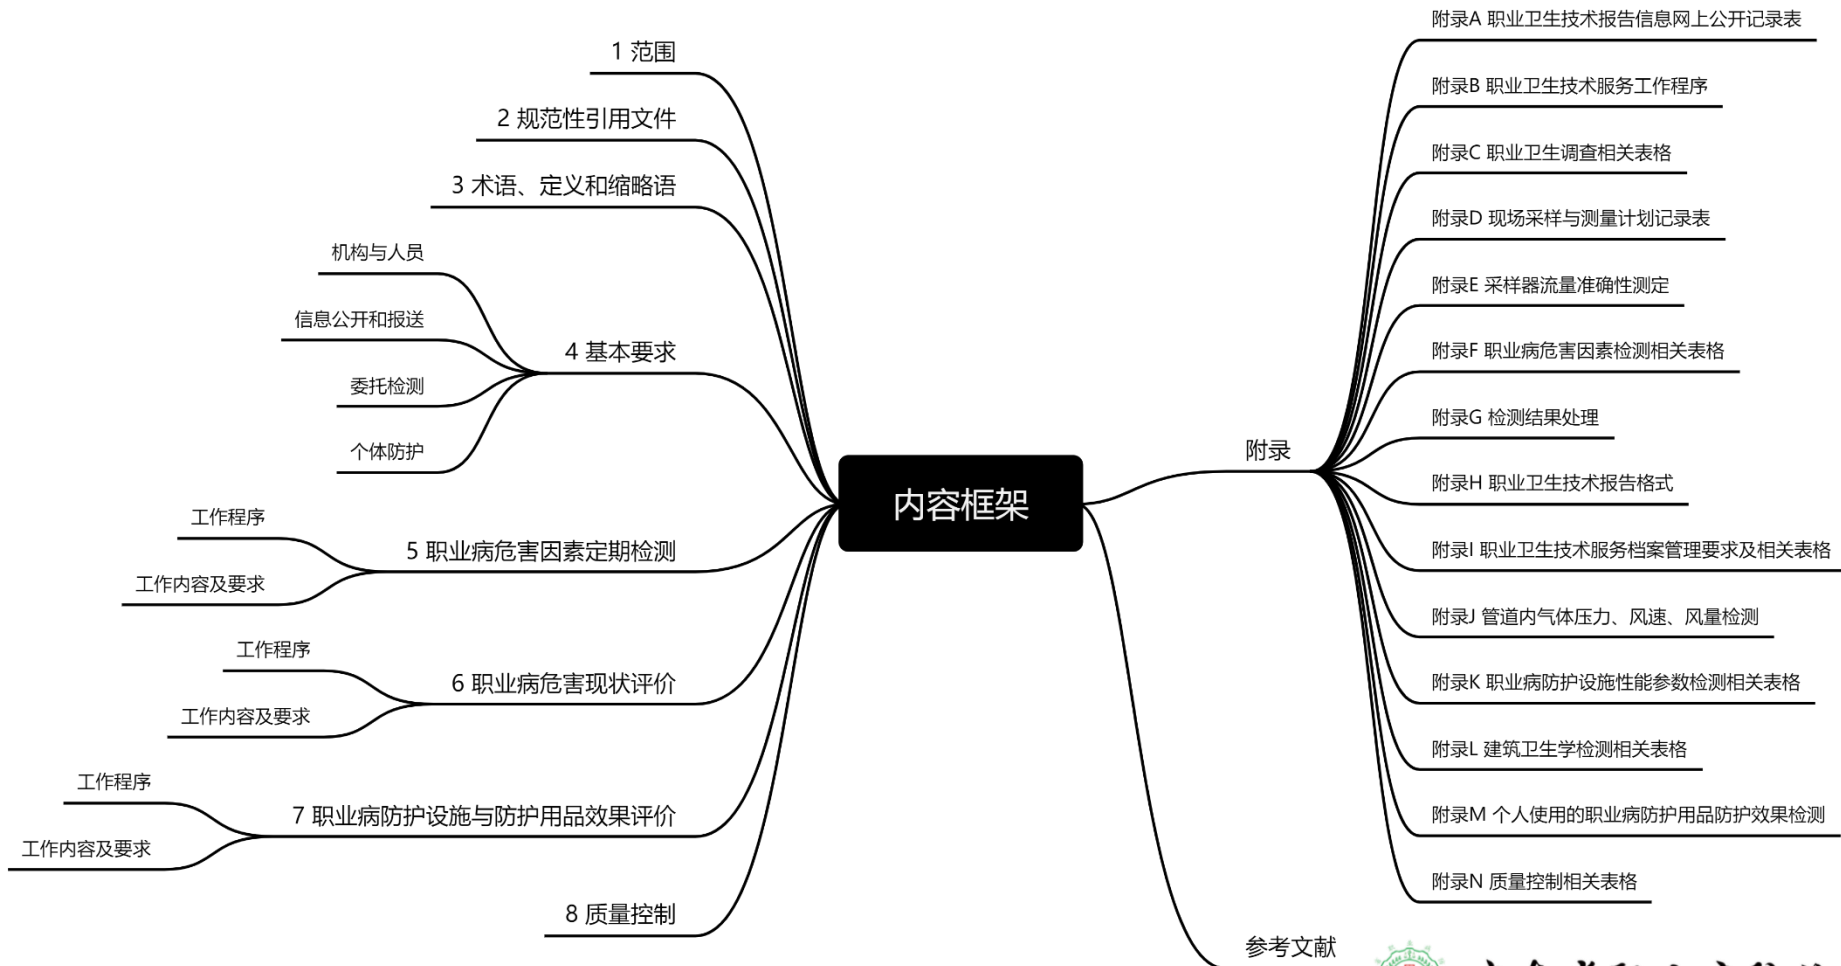 1 范围
2 规范性引用文件
3 术语、定义和缩略语
4 基本要求
机构与人员
信息公开和报送
委托检测
个体防护
5 职业病危害因素定期检测
工作程序
工作内容及要求
6 职业病危害现状评价
工作程序
工作内容及要求
7 职业病防护设施与防护用品效果评价
工作程序
工作内容及要求
8 质量控制
内容框架
附录
附录A 职业卫生技术报告信息网上公开记录表
附录B 职业卫生技术服务工作程序
附录C 职业卫生调查相关表格
附录D 现场采样与测量计划记录表
附录E 采样器流量准确性测定
附录F 职业病危害因素检测相关表格
附录G 检测结果处理
附录H 职业卫生技术报告格式
附录I 职业卫生技术服务档案管理要求及相关表格
附录J 管道内气体压力、风速、风量检测
附录K 职业病防护设施性能参数检测相关表格
附录L 建筑卫生学检测相关表格
附录M 个人使用的职业病防护用品防护效果检测
附录N 质量控制相关表格
参考文献